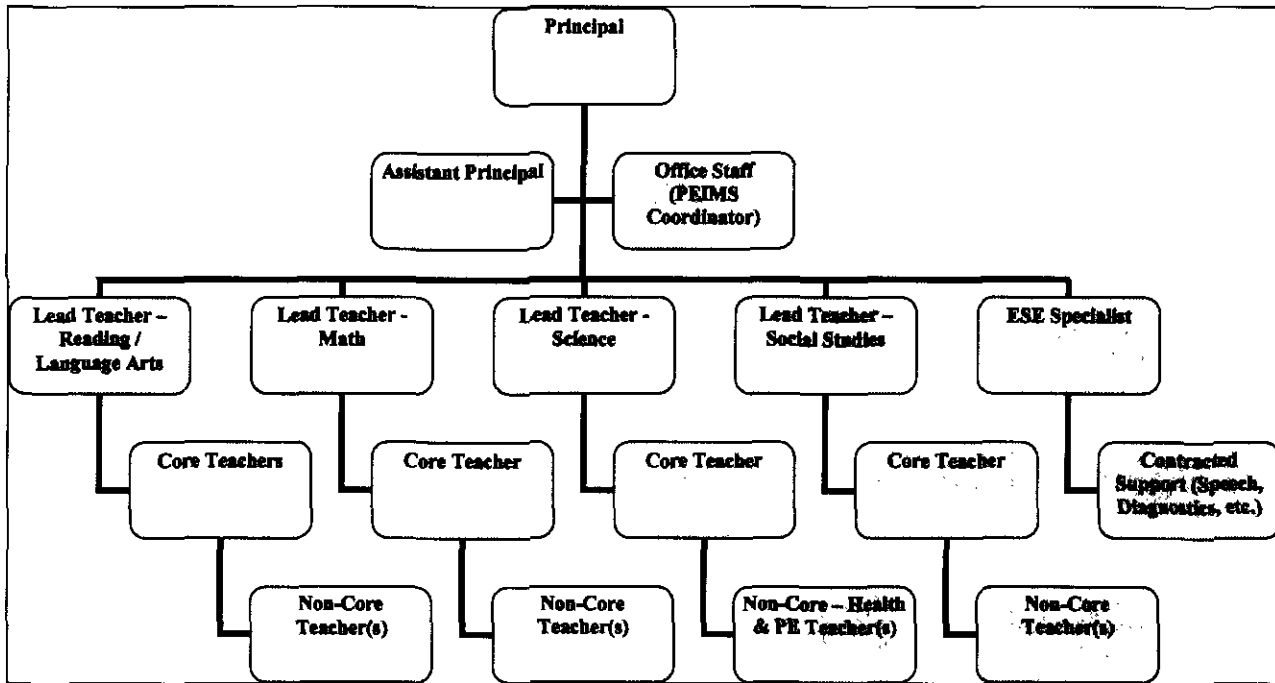 Principal
Assistant Principal
Office Staff
(PEIMS
Coordinator)
Lead Teacher –
Reading /
Language Arts
Lead Teacher -
Math
Lead Teacher -
Science
Lead Teacher –
Social Studies
ESE Specialist
Core Teachers
Core Teacher
Core Teacher
Core Teacher
Contracted
Support (Speech,
Diagnostics, etc.)
Non-Core
Teacher(s)
Non-Core
Teacher(s)
Non-Core – Health
& PE Teacher(s)
Non-Core
Teacher(s)